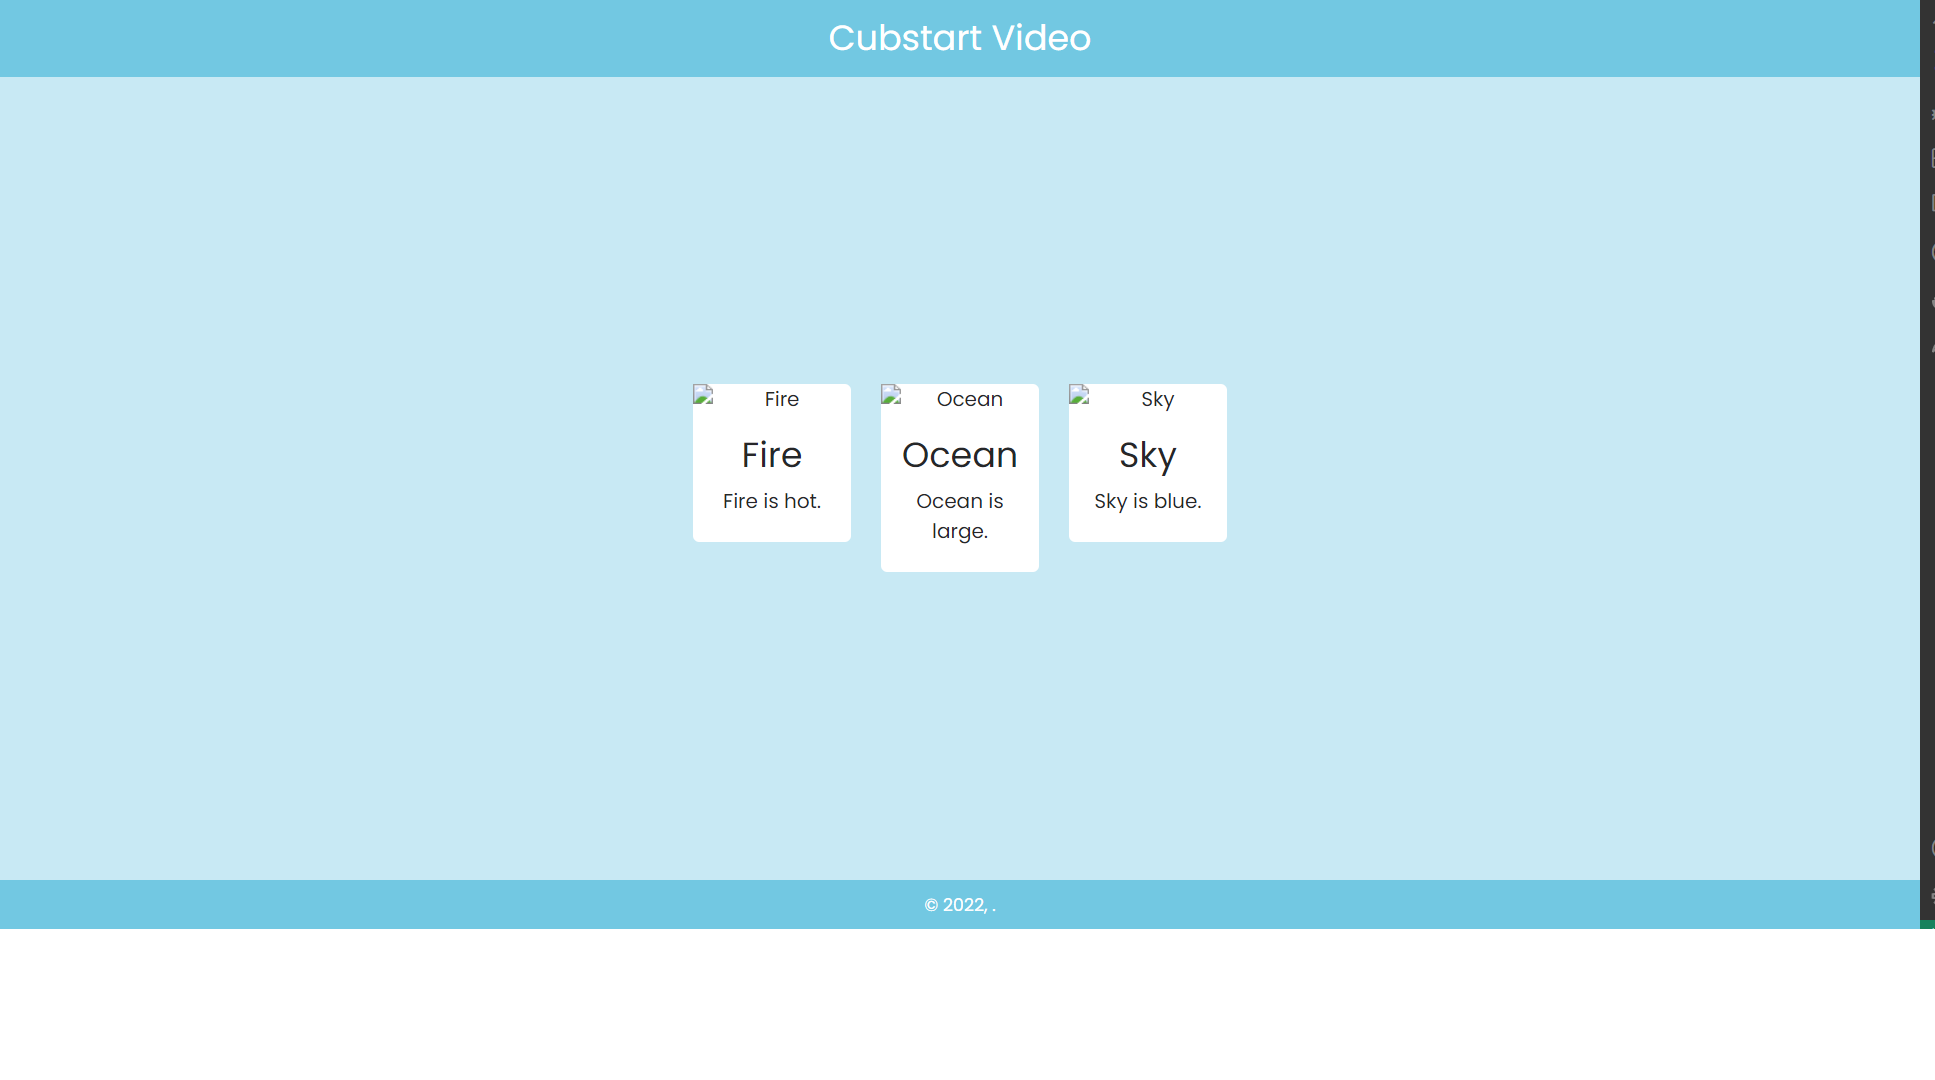 Cubstart Video
Fire
Ocean
Sky
Fire
Ocean
Sky
Fire is hot.
Ocean is
large.
Sky is blue.
© 2022, .